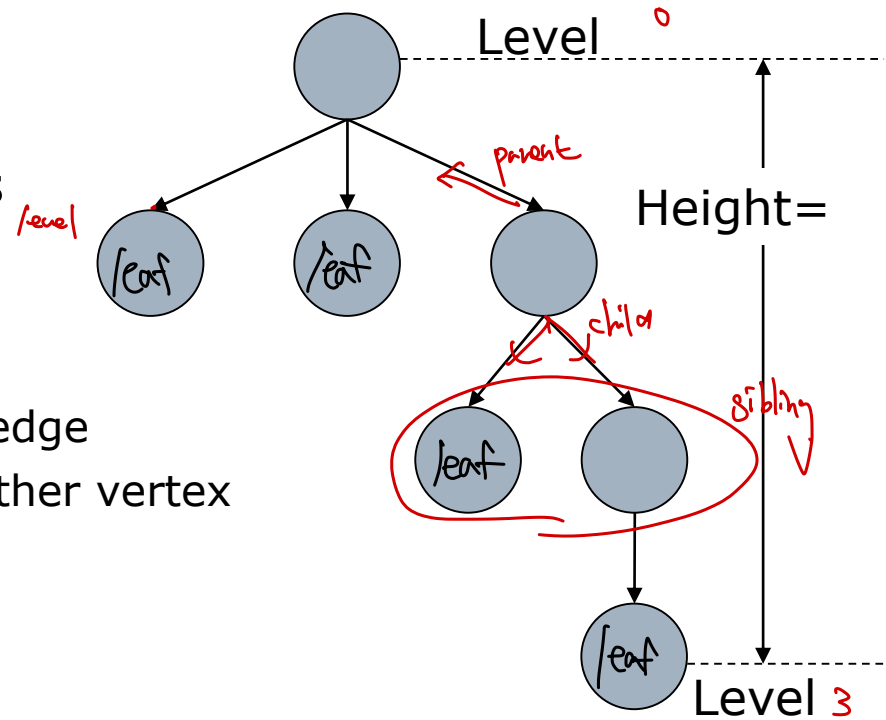 Level 0
parent
s
level
Height=
leaf
leaf
child
sibling
edge
ther vertex
leaf
leaf
Level 3